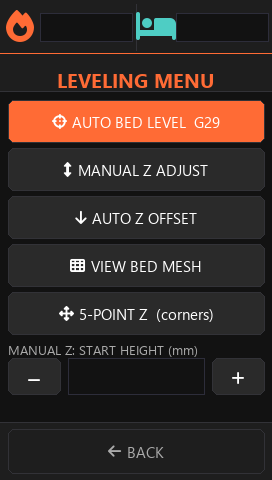 LEVELING MENU
AUTO BED LEVEL  G29
MANUAL Z ADJUST
AUTO Z OFFSET
VIEW BED MESH
5-POINT Z  (corners)
MANUAL Z: START HEIGHT (mm)
– +
BACK